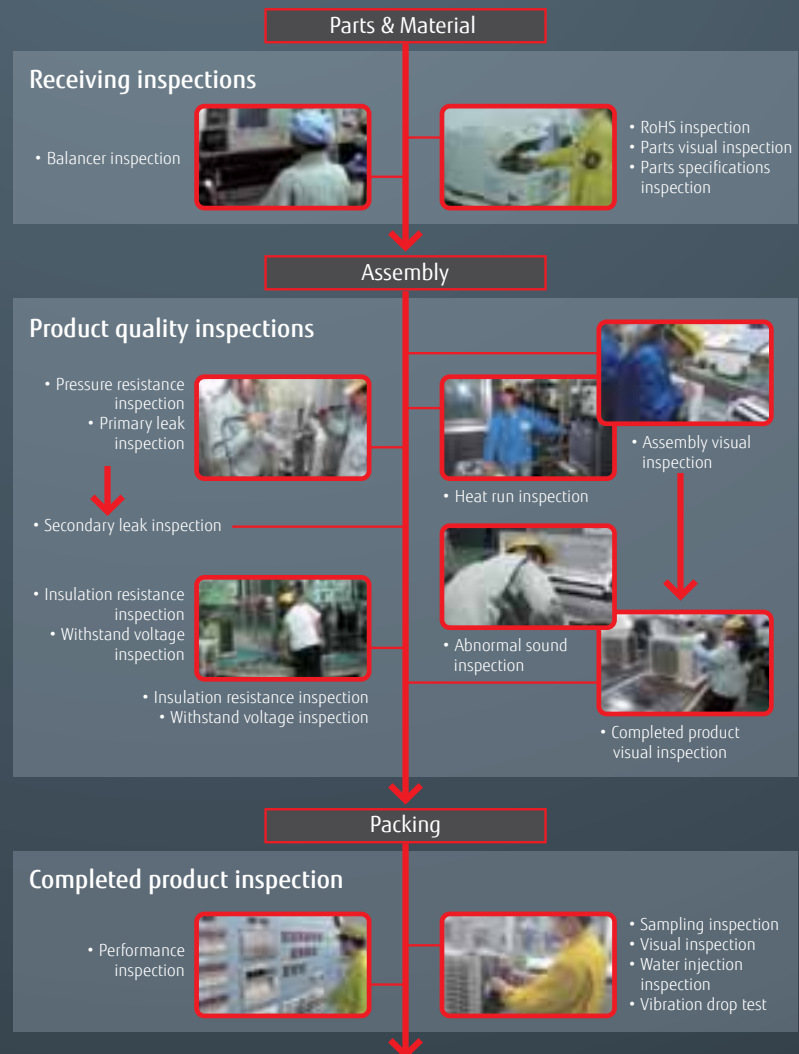 Parts & Material
Receiving inspections
• Balancer inspection
• RoHS inspection
• Parts visual inspection
• Parts specifications
inspection
Assembly
Product quality inspections
• Pressure resistance
inspection
• Primary leak
inspection
• Assembly visual
inspection
• Heat run inspection
• Secondary leak inspection
• Insulation resistance
inspection
• Withstand voltage
inspection
• Abnormal sound
inspection
• Insulation resistance inspection
• Withstand voltage inspection
• Completed product
visual inspection
Packing
Completed product inspection
• Performance
inspection
• Sampling inspection
• Visual inspection
• Water injection
inspection
• Vibration drop test